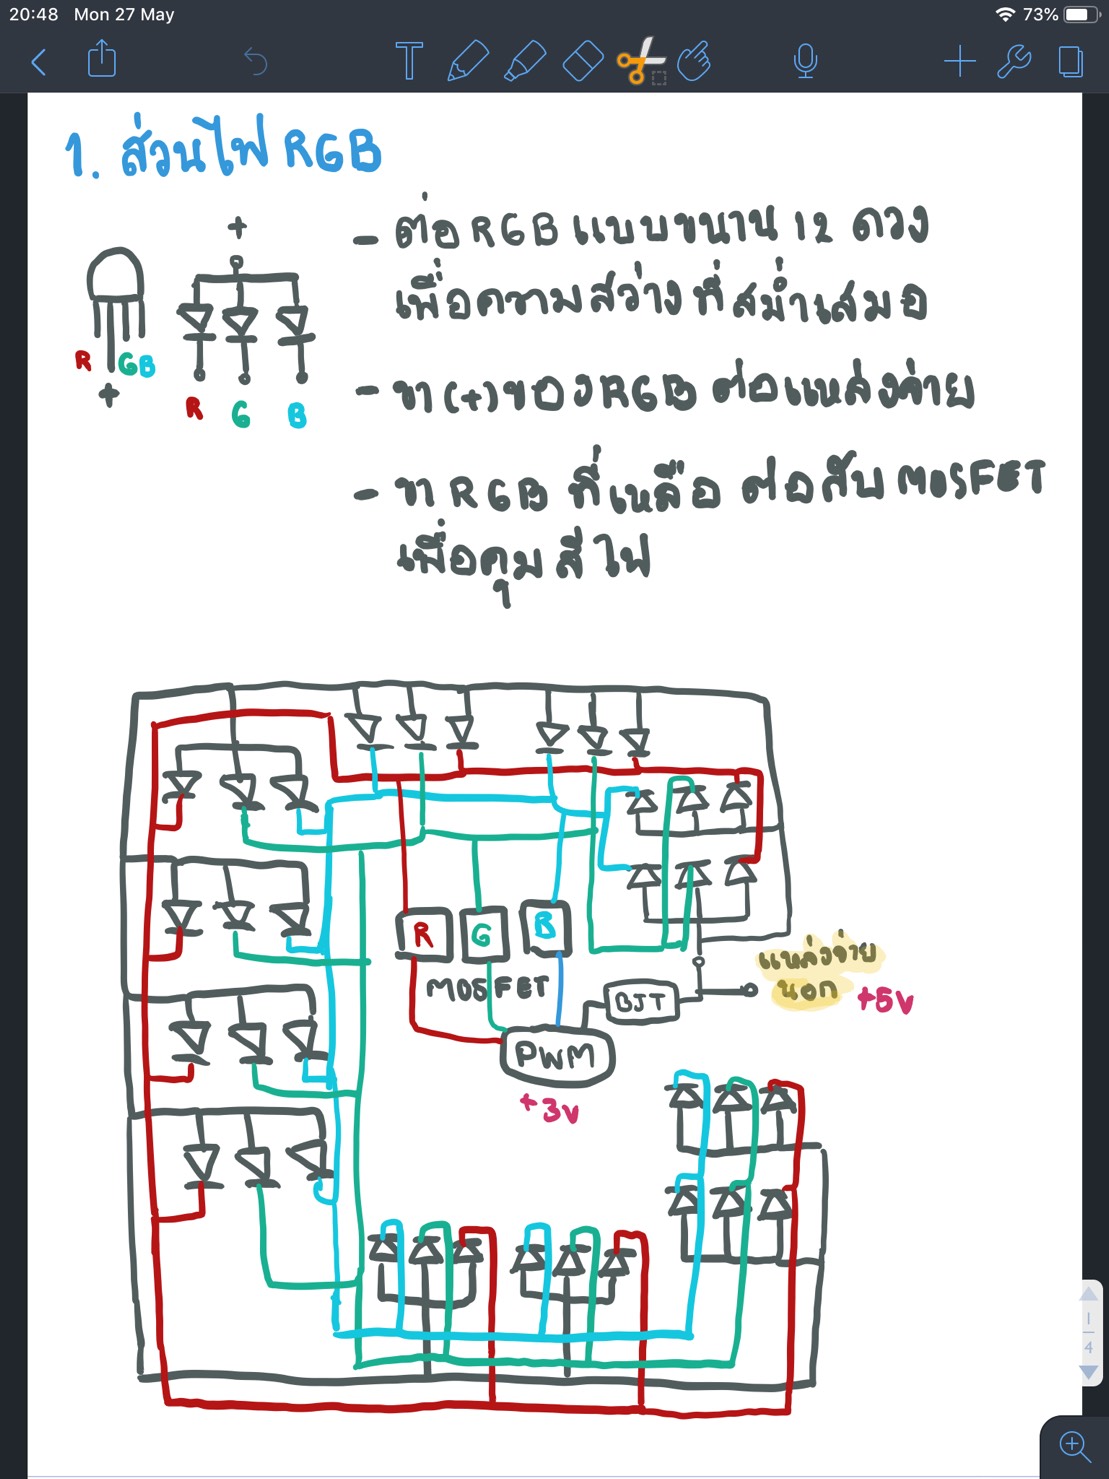 20:48 Mon 27 May
73%
1. ส่วนไฟ RGB
- ต่อ RGB แบบขนาน 12 ดวง
เพื่อความสว่างที่สม่ำเสมอ
- ขา (+) ของ RGB ต่อแหล่งจ่าย
- ขา RGB ที่เหลือ ต่อกับ MOSFET
เพื่อคุมสีไฟ
+
R G B
+
R G B
R G B
MOSFET
BJT
PWM
+3V
แหล่งจ่าย
นอก +5V
1
4